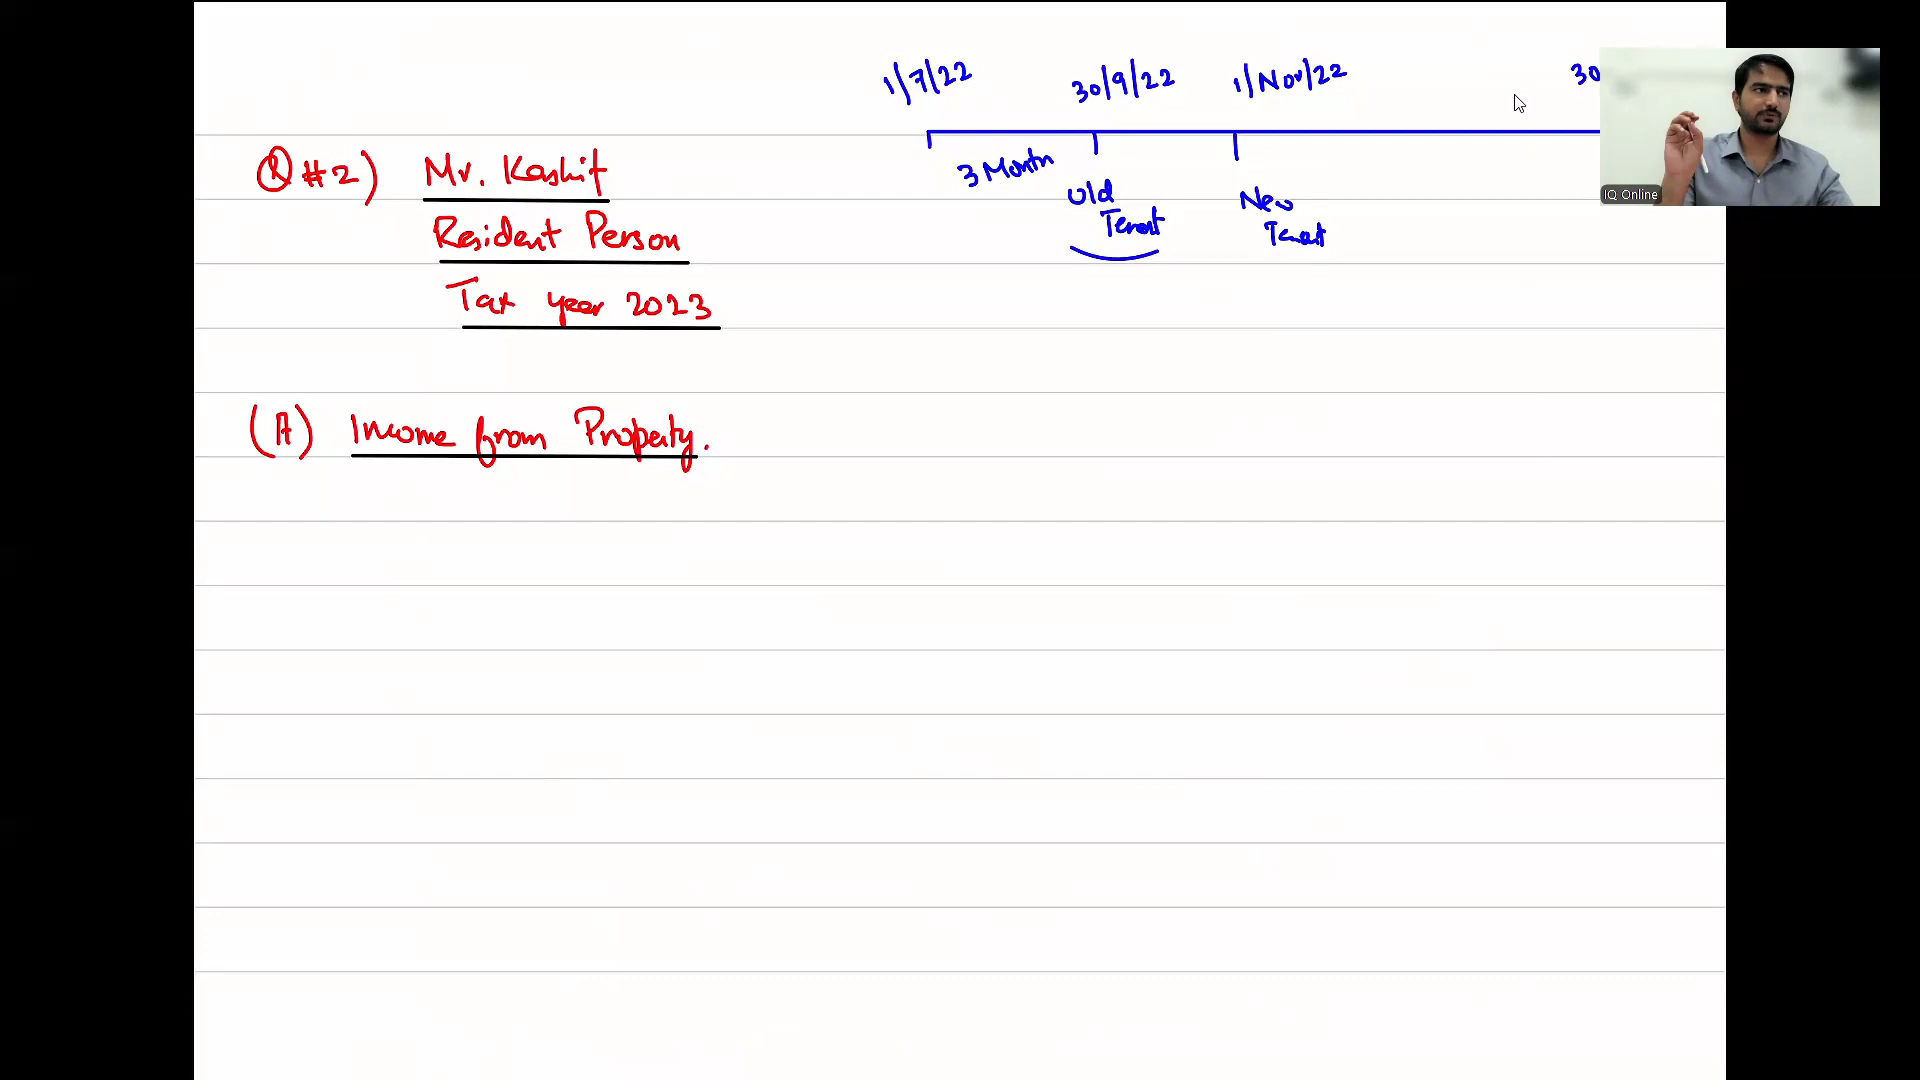 1/7/22 30/9/22 1/Nov/22 30
Q#2) Mr. Kashif
3 Month
Old
Tenant
New
Tenant
IQ Online
Resident Person
Tax year 2023
(A) Income from Property.